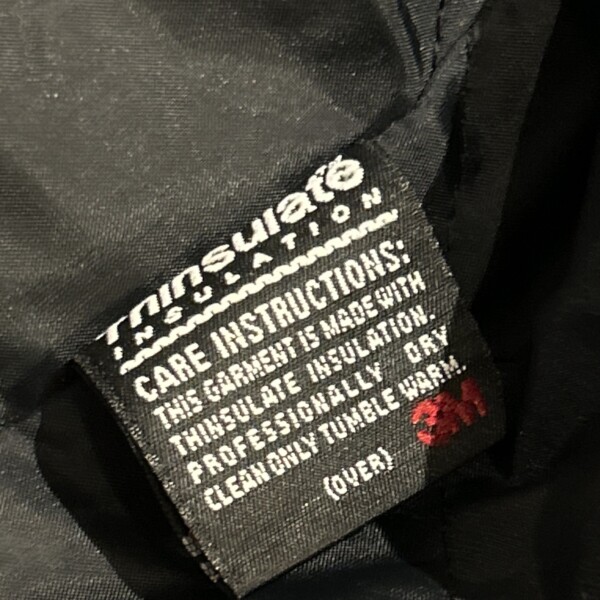 Thinsulate
INSULATION
CARE INSTRUCTIONS:
THIS GARMENT IS MADE WITH
THINSULATE INSULATION.
PROFESSIONALLY DRY
CLEAN ONLY TUMBLE WARM.
3M
(OVER)